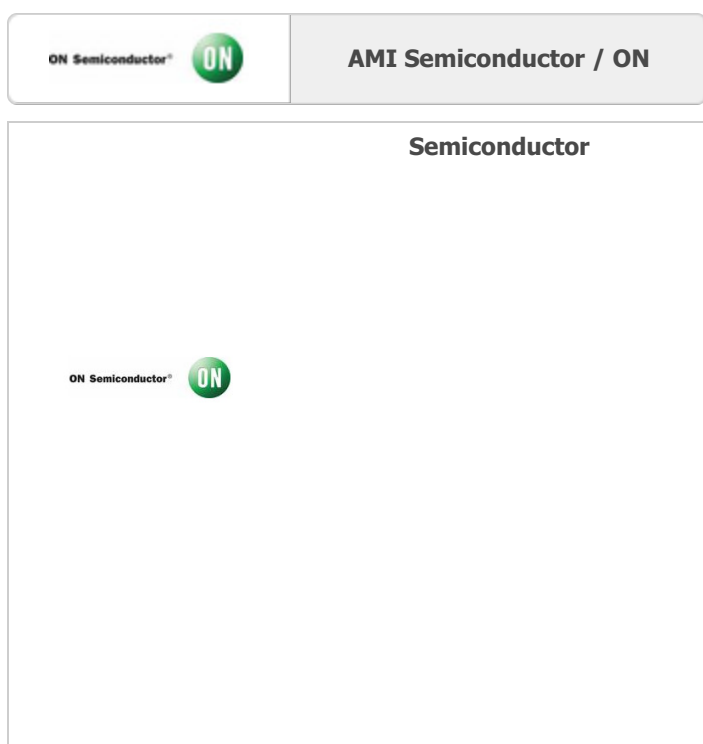 ON Semiconductor®
ON
AMI Semiconductor / ON
Semiconductor
ON Semiconductor®
ON